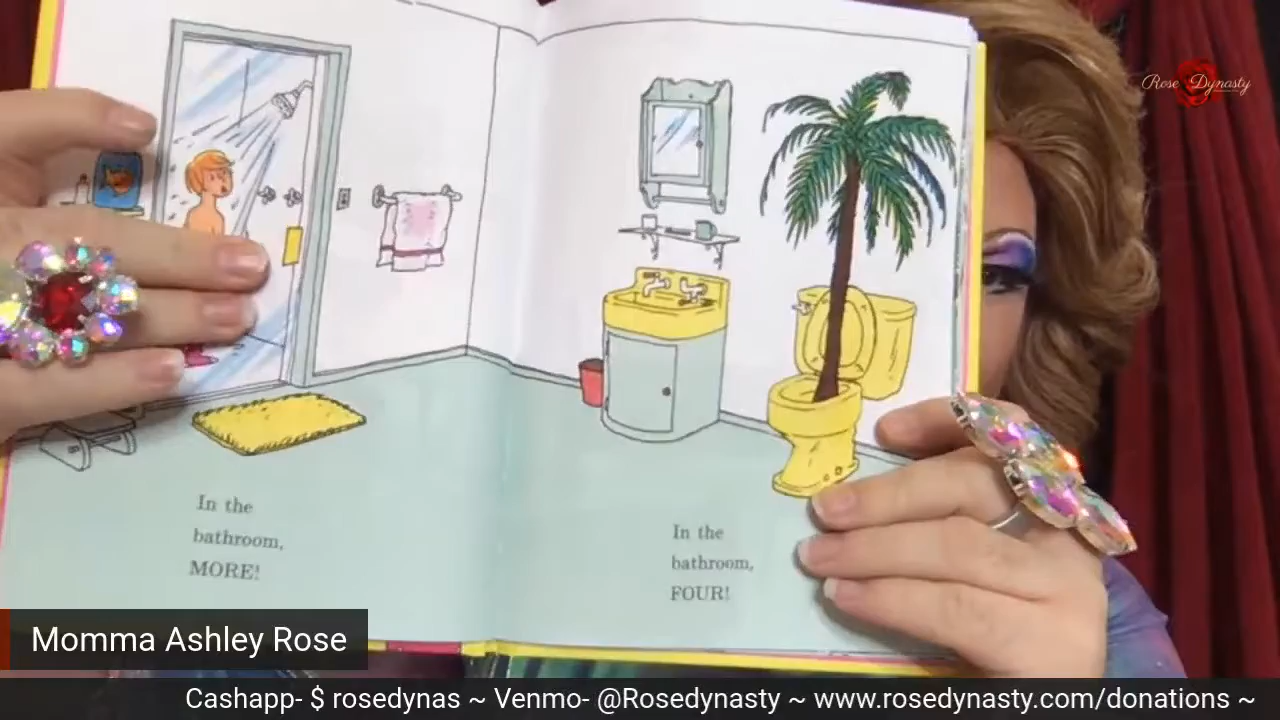 Rose Dynasty
In the
bathroom,
MORE!
In the
bathroom,
FOUR!
Momma Ashley Rose
Cashapp- $ rosedynas ~ Venmo- @Rosedynasty ~ www.rosedynasty.com/donations ~